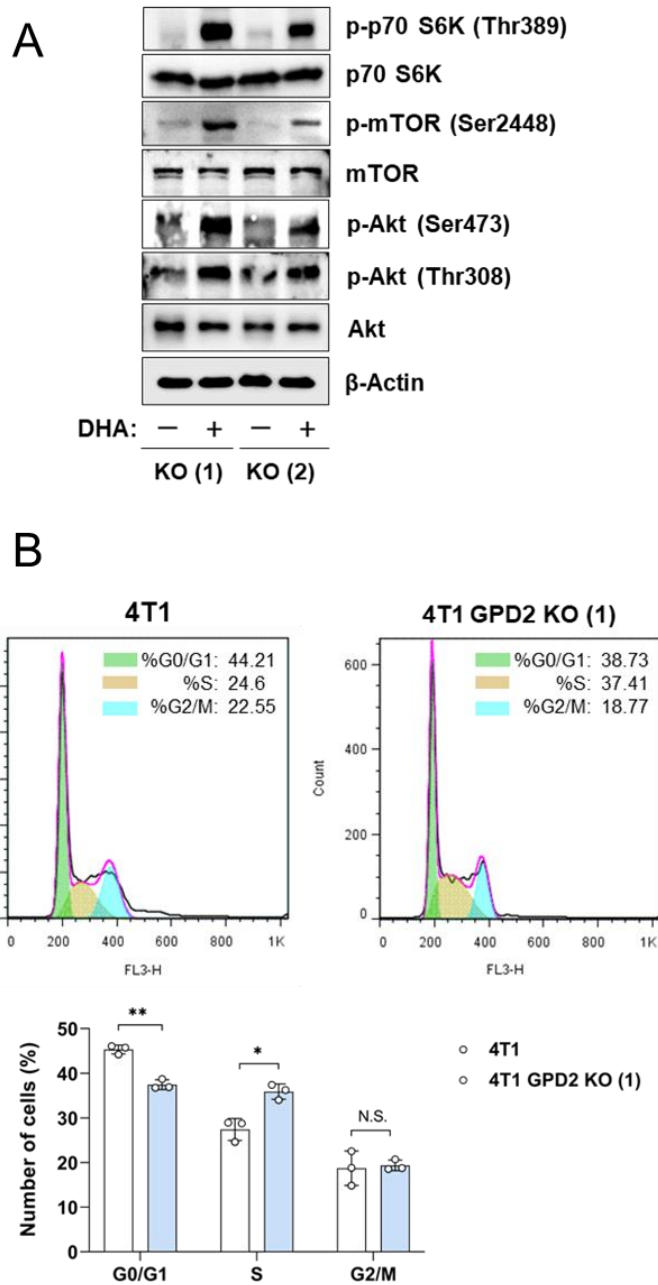 A
p-p70 S6K (Thr389)
p70 S6K
p-mTOR (Ser2448)
mTOR
p-Akt (Ser473)
p-Akt (Thr308)
Akt
β-Actin
DHA: − + − +
KO (1) KO (2)
B
4T1
%G0/G1: 44.21
%S: 24.6
%G2/M: 22.55
0 200 400 600 800 1K
FL3-H
4T1 GPD2 KO (1)
%G0/G1: 38.73
%S: 37.41
%G2/M: 18.77
600
400
200
0
Count
0 200 400 600 800 1K
FL3-H
Number of cells (%)
50
40
30
20
10
0
**
*
N.S.
G0/G1 S G2/M
4T1
4T1 GPD2 KO (1)